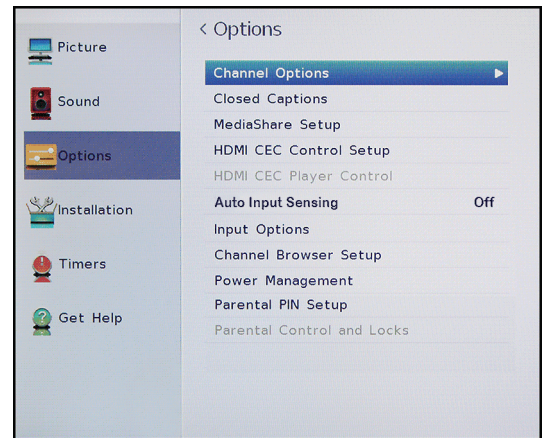 Picture
Sound
Options
Installation
Timers
Get Help
< Options
Channel Options
Closed Captions
MediaShare Setup
HDMI CEC Control Setup
HDMI CEC Player Control
Auto Input Sensing Off
Input Options
Channel Browser Setup
Power Management
Parental PIN Setup
Parental Control and Locks